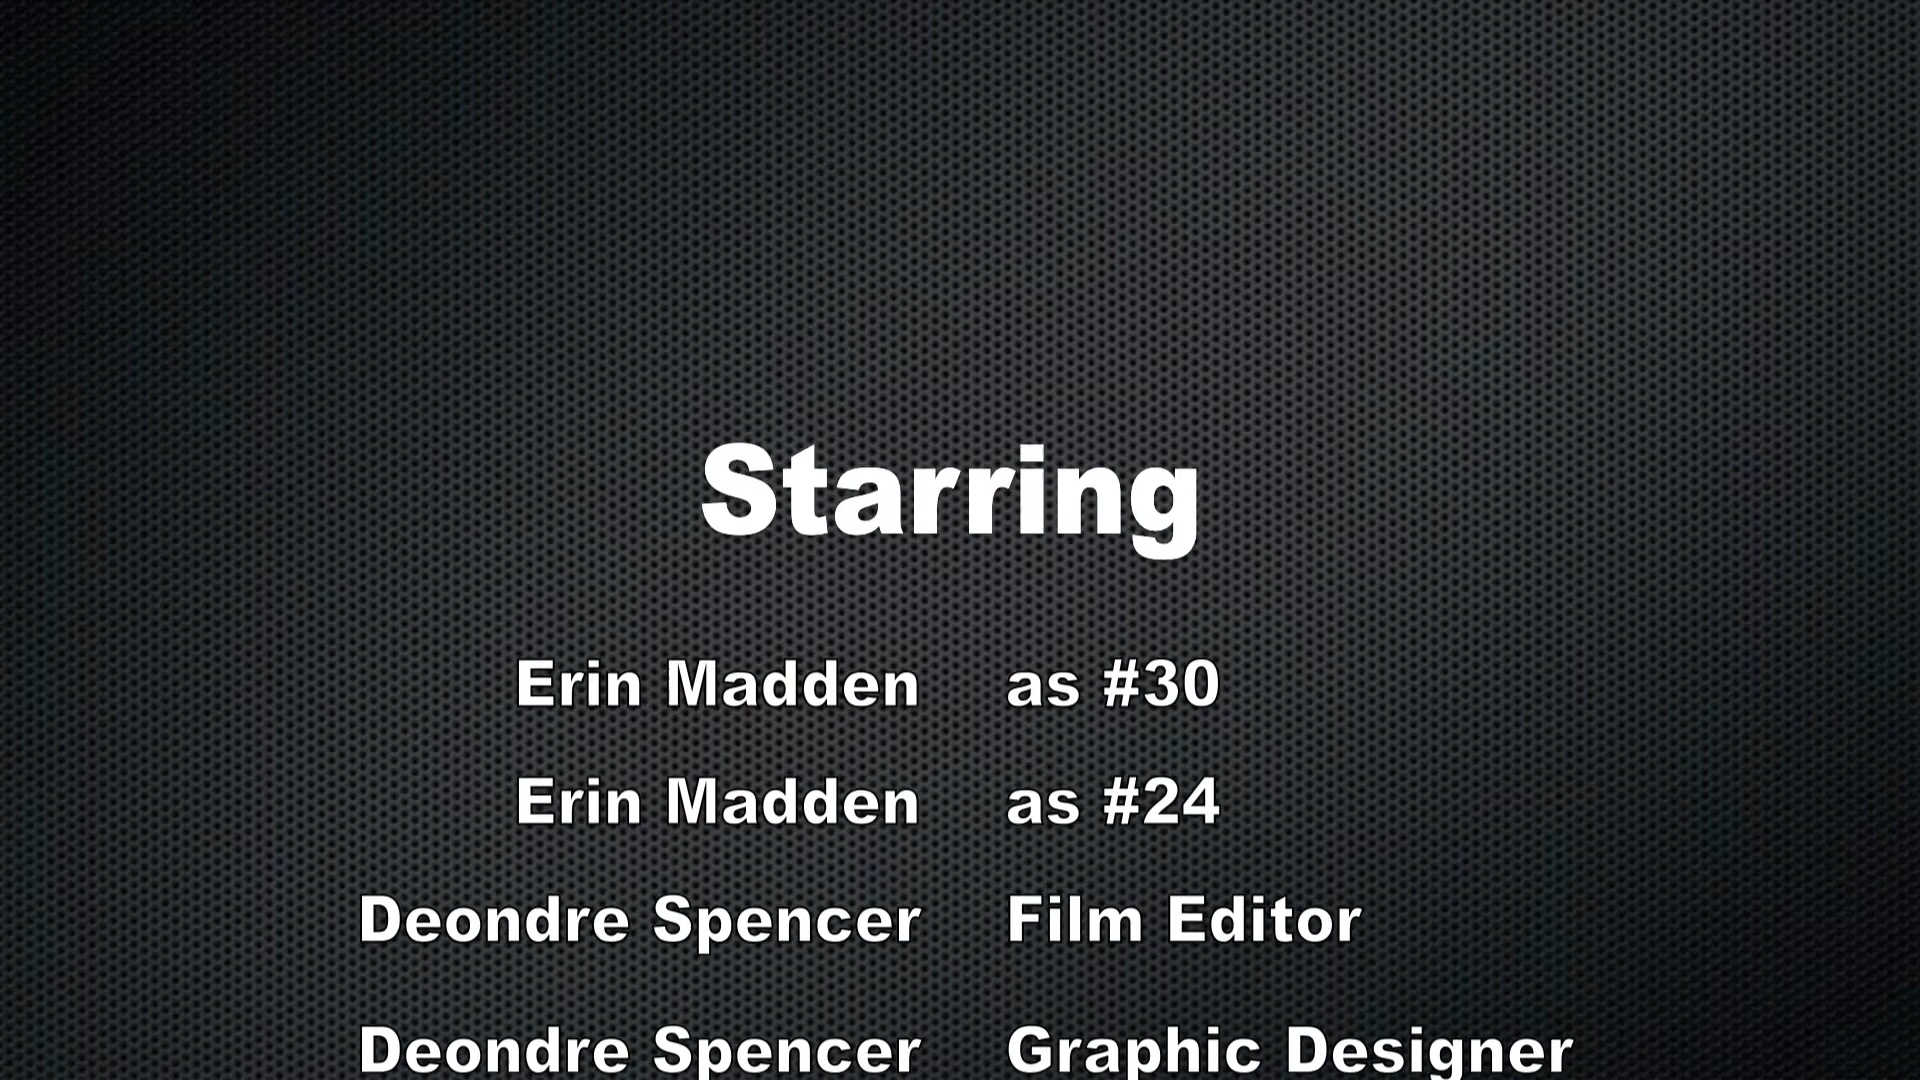 Starring
Erin Madden as #30
Erin Madden as #24
Deondre Spencer Film Editor
Deondre Spencer Graphic Designer